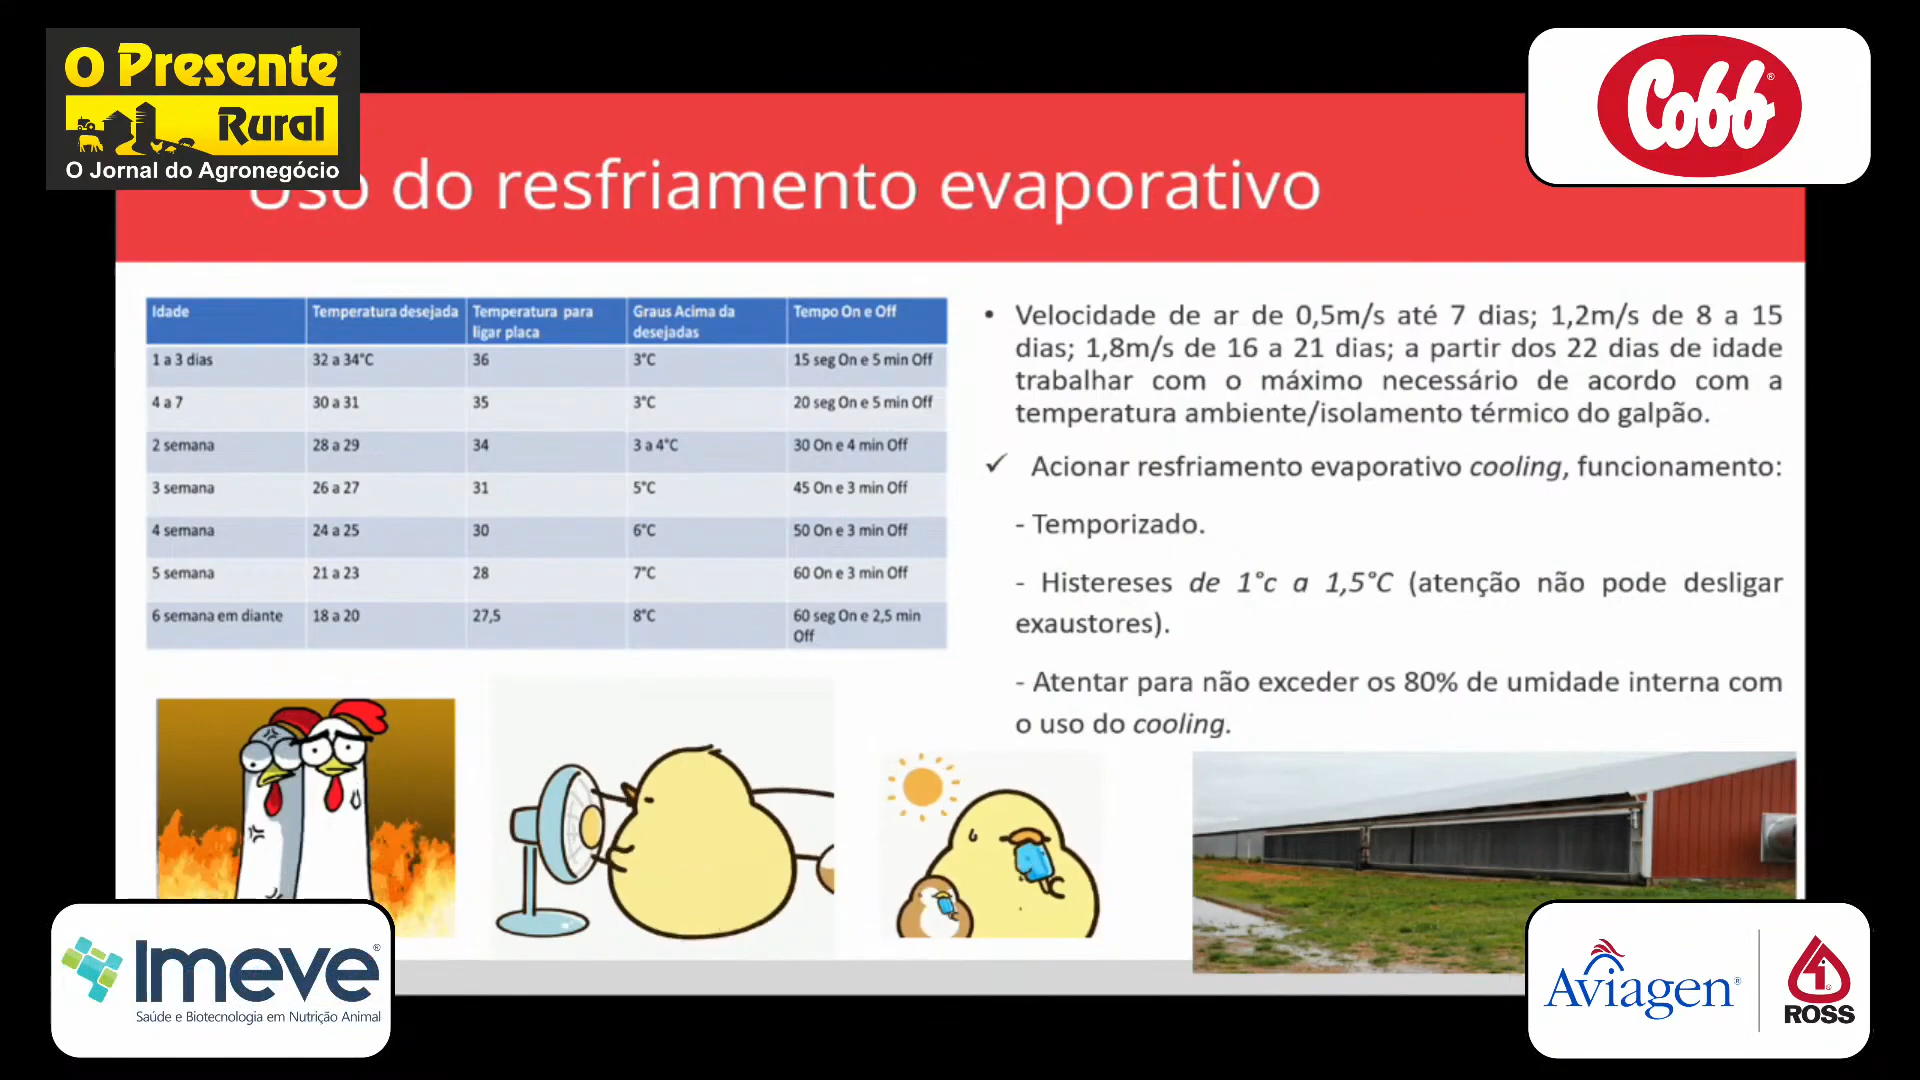 O Presente
Rural
O Jornal do Agronegócio
Cobb
Uso do resfriamento evaporativo
Idade Temperatura desejada Temperatura para ligar placa Graus Acima da desejadas Tempo On e Off
1 a 3 dias 32 a 34°C 36 3°C 15 seg On e 5 min Off
4 a 7 30 a 31 35 3°C 20 seg On e 5 min Off
2 semana 28 a 29 34 3 a 4°C 30 On e 4 min Off
3 semana 26 a 27 31 5°C 45 On e 3 min Off
4 semana 24 a 25 30 6°C 50 On e 3 min Off
5 semana 21 a 23 28 7°C 60 On e 3 min Off
6 semana em diante 18 a 20 27,5 8°C 60 seg On e 2,5 min Off
• Velocidade de ar de 0,5m/s até 7 dias; 1,2m/s de 8 a 15
dias; 1,8m/s de 16 a 21 dias; a partir dos 22 dias de idade
trabalhar com o máximo necessário de acordo com a
temperatura ambiente/isolamento térmico do galpão.
✓ Acionar resfriamento evaporativo cooling, funcionamento:
- Temporizado.
- Histereses de 1°c a 1,5°C (atenção não pode desligar
exaustores).
- Atentar para não exceder os 80% de umidade interna com
o uso do cooling.
Imeve®
Saúde e Biotecnologia em Nutrição Animal
Aviagen®
ROSS